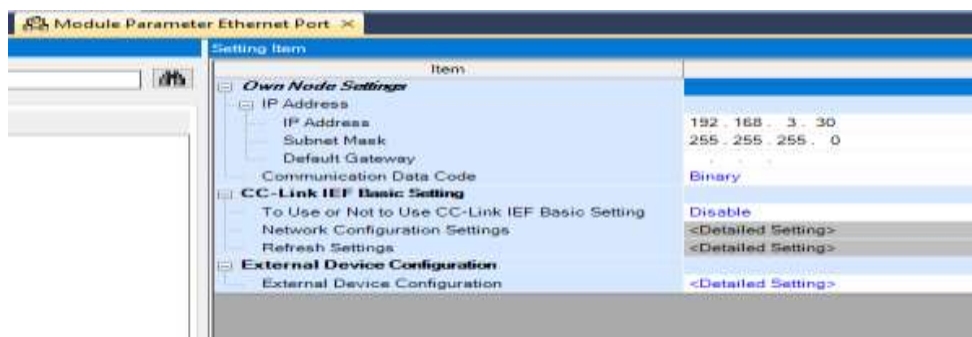 Module Parameter Ethernet Port
Setting Item
Item
Own Node Settings
IP Address
IP Address 192 . 168 . 3 . 30
Subnet Mask 255 . 255 . 255 . 0
Default Gateway . . .
Communication Data Code Binary
CC-Link IEF Basic Setting
To Use or Not to Use CC-Link IEF Basic Setting Disable
Network Configuration Settings <Detailed Setting>
Refresh Settings <Detailed Setting>
External Device Configuration
External Device Configuration <Detailed Setting>